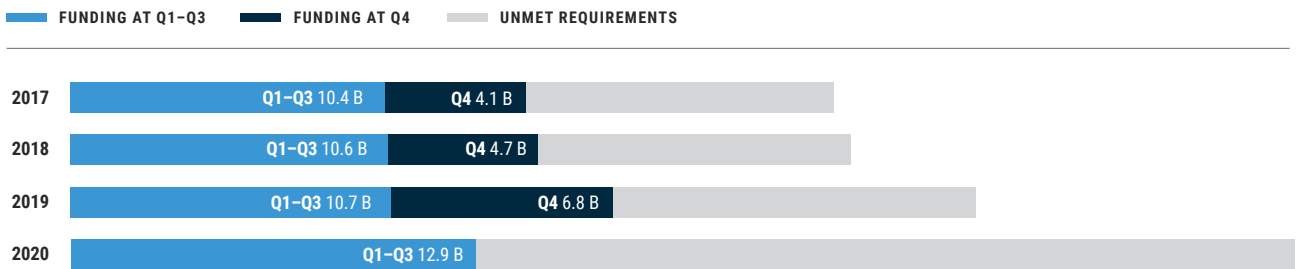 FUNDING AT Q1–Q3 FUNDING AT Q4 UNMET REQUIREMENTS
2017 Q1–Q3 10.4 B Q4 4.1 B
2018 Q1–Q3 10.6 B Q4 4.7 B
2019 Q1–Q3 10.7 B Q4 6.8 B
2020 Q1–Q3 12.9 B